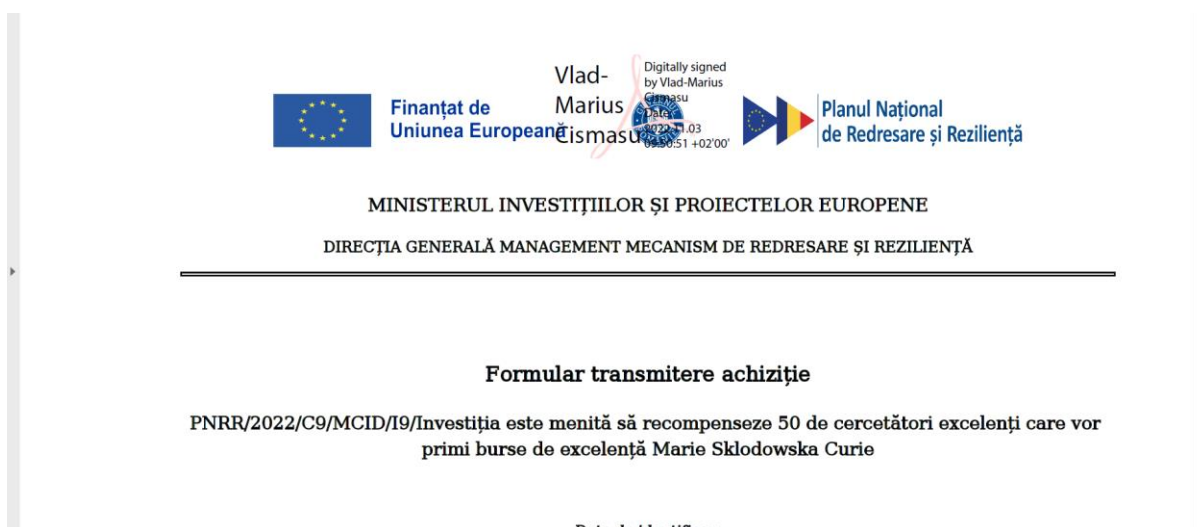 Finanțat de
Uniunea Europeană
Vlad-
Marius
Cismasu
Digitally signed
by Vlad-Marius
Cismasu
Date:
2022.11.03
09:50:51 +02'00'
Planul Național
de Redresare și Reziliență
MINISTERUL INVESTIȚIILOR ȘI PROIECTELOR EUROPENE
DIRECȚIA GENERALĂ MANAGEMENT MECANISM DE REDRESARE ȘI REZILIENȚĂ
Formular transmitere achiziție
PNRR/2022/C9/MCID/I9/Investiția este menită să recompenseze 50 de cercetători excelenți care vor
primi burse de excelență Marie Sklodowska Curie